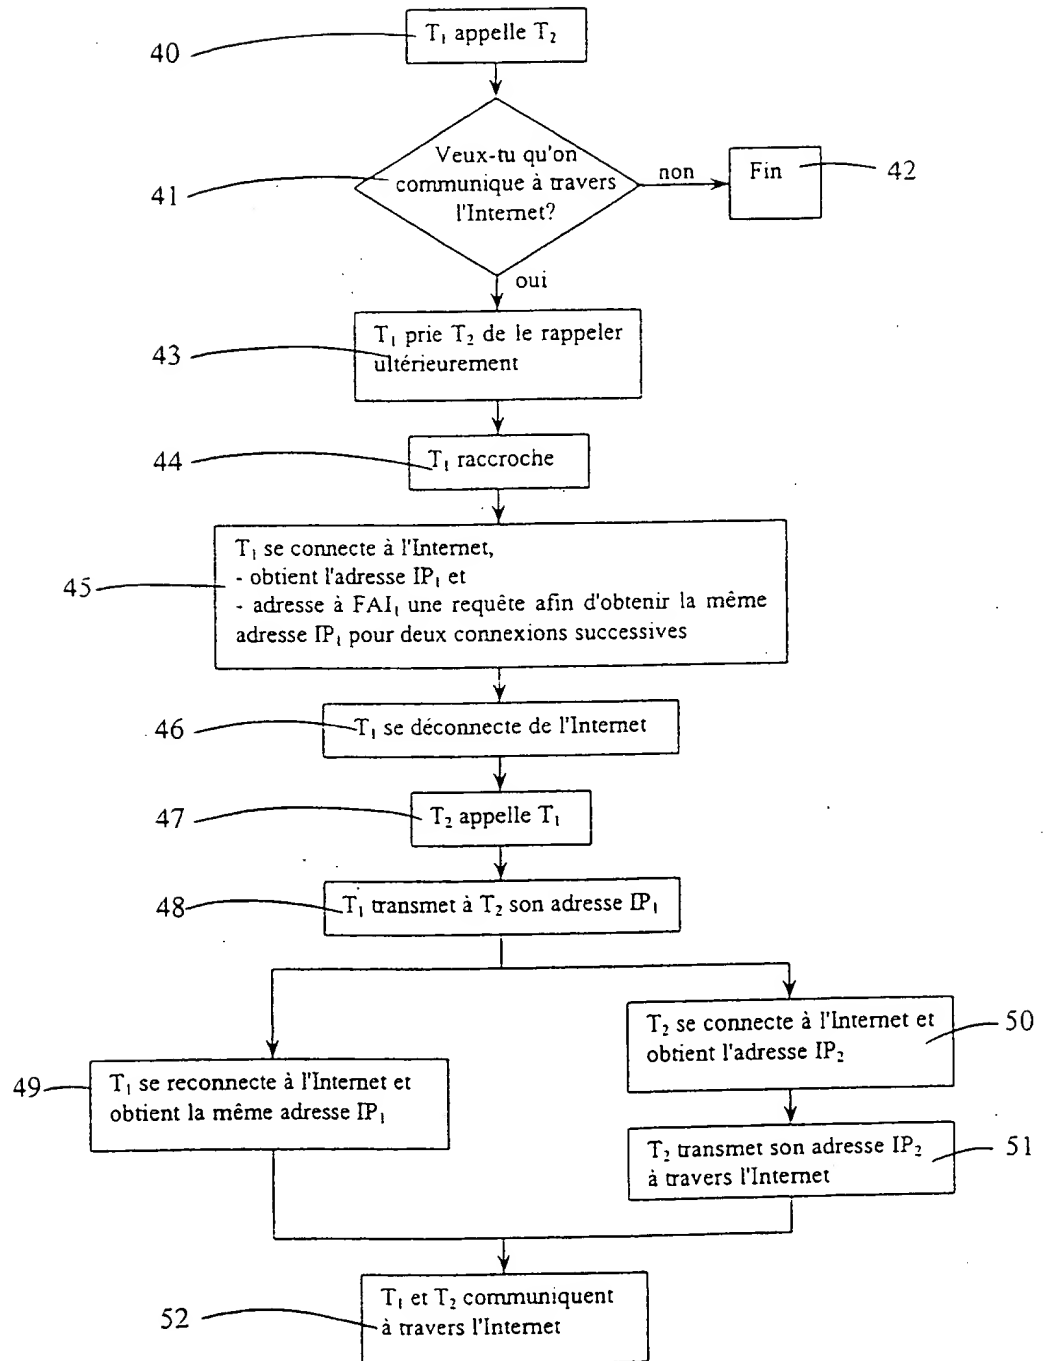 T₁ appelle T₂
40
Veux-tu qu'on
communique à travers
l'Internet?
41
non
Fin
42
oui
T₁ prie T₂ de le rappeler
ultérieurement
43
T₁ raccroche
44
T₁ se connecte à l'Internet,
- obtient l'adresse IP₁ et
- adresse à FAI₁ une requête afin d'obtenir la même
adresse IP₁ pour deux connexions successives
45
T₁ se déconnecte de l'Internet
46
T₂ appelle T₁
47
T₁ transmet à T₂ son adresse IP₁
48
T₂ se connecte à l'Internet et
obtient l'adresse IP₂
50
T₁ se reconnecte à l'Internet et
obtient la même adresse IP₁
49
T₂ transmet son adresse IP₂
à travers l'Internet
51
T₁ et T₂ communiquent
à travers l'Internet
52